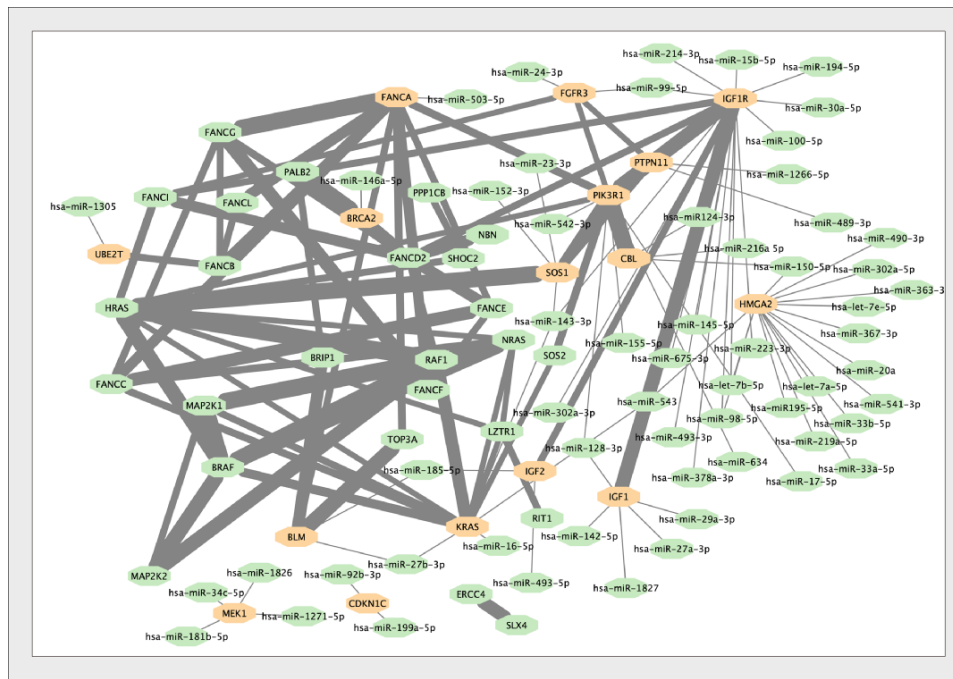 hsa-miR-214-3p
hsa-miR-15b-5p
hsa-miR-194-5p
hsa-miR-24-3p
hsa-miR-99-5p
FANCA
hsa-miR-503-5p
FGFR3
IGF1R
hsa-miR-30a-5p
FANCG
hsa-miR-100-5p
PALB2
hsa-miR-23-3p
PTPN11
hsa-miR-1266-5p
hsa-miR-146a-5p
PPP1CB
hsa-miR-152-3p
PIK3R1
FANCI
FANCL
hsa-miR-1305
BRCA2
hsa-miR-124-3p
hsa-miR-489-3p
NBN
hsa-miR-542-3p
hsa-miR-490-3p
UBE2T
FANCB
FANCD2
SHOC2
SOS1
CBL
hsa-miR-216a-5p
hsa-miR-150-5p
hsa-miR-302a-5p
hsa-miR-363-3
HRAS
FANCE
HMGA2
hsa-let-7e-5p
hsa-miR-143-3p
hsa-miR-145-5p
NRAS
hsa-miR-367-3p
BRIP1
RAF1
SOS2
hsa-miR-155-5p
hsa-miR-223-3p
hsa-miR-675-3p
hsa-miR-20a
FANCC
FANCF
hsa-let-7b-5p
hsa-let-7a-5p
MAP2K1
hsa-miR-543
hsa-miR195-5p
hsa-miR-541-3p
hsa-miR-302a-3p
hsa-miR-98-5p
hsa-miR-33b-5p
TOP3A
LZTR1
hsa-miR-493-3p
hsa-miR-219a-5p
hsa-miR-128-3p
BRAF
hsa-miR-185-5p
IGF2
hsa-miR-634
hsa-miR-33a-5p
hsa-miR-378a-3p
hsa-miR-17-5p
IGF1
RIT1
hsa-miR-29a-3p
BLM
KRAS
hsa-miR-142-5p
hsa-miR-16-5p
hsa-miR-27a-3p
hsa-miR-27b-3p
MAP2K2
hsa-miR-1826
hsa-miR-92b-3p
hsa-miR-493-5p
hsa-miR-1827
hsa-miR-34c-5p
ERCC4
CDKN1C
MEK1
hsa-miR-1271-5p
SLX4
hsa-miR-199a-5p
hsa-miR-181b-5p